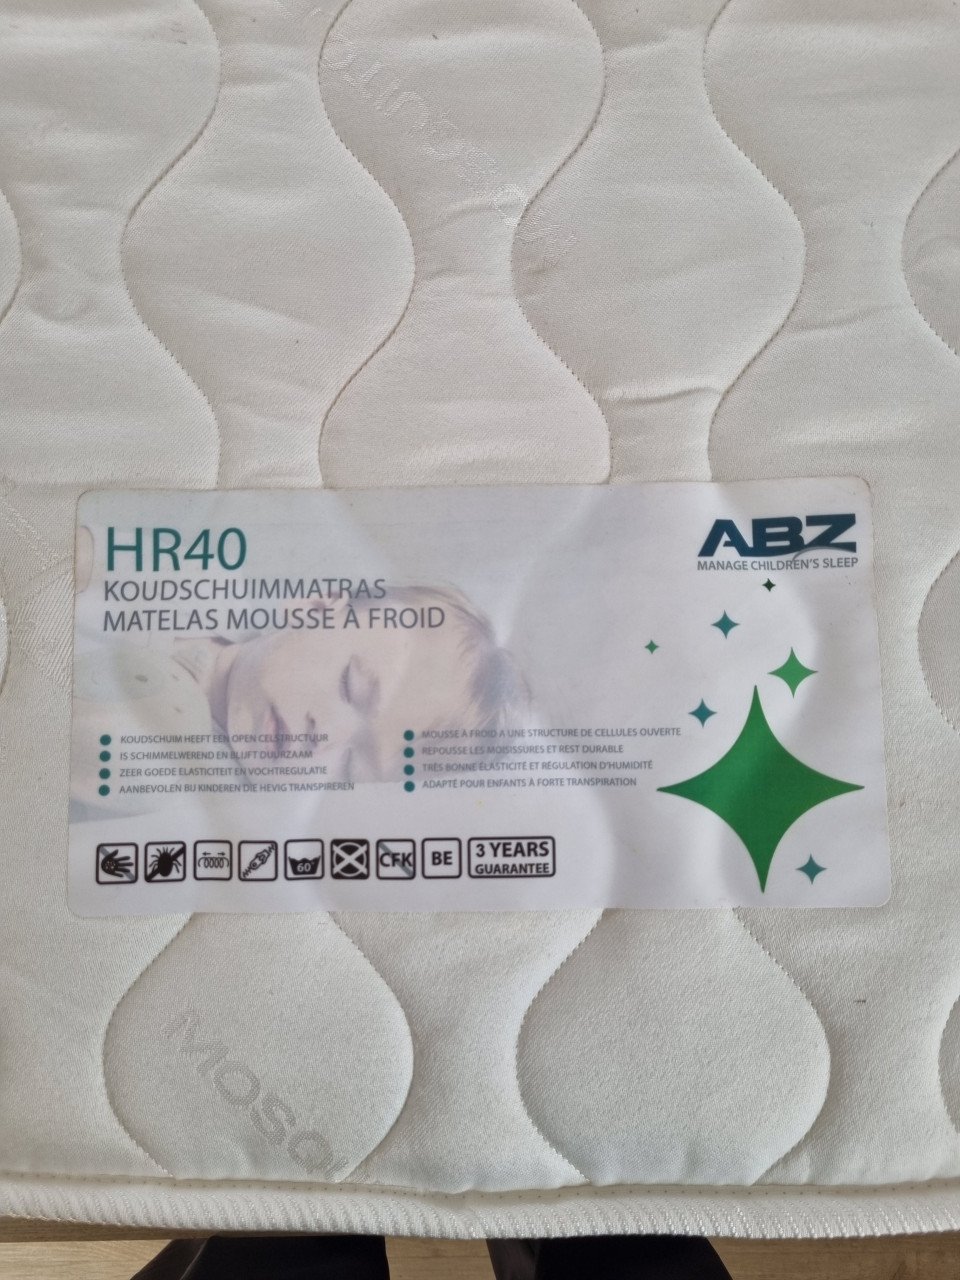 HR40
KOUDSCHUIMMATRAS
MATELAS MOUSSE À FROID
ABZ
MANAGE CHILDREN'S SLEEP
KOUDSCHUIM HEEFT EEN OPEN CELSTRUCTUUR
IS SCHIMMELWEREND EN BLIJFT DUURZAAM
ZEER GOEDE ELASTICITEIT EN VOCHTREGULATIE
AANBEVOLEN BIJ KINDEREN DIE HEVIG TRANSPIREREN
MOUSSE À FROID A UNE STRUCTURE DE CELLULES OUVERTE
REPOUSSE LES MOISISSURES ET REST DURABLE
TRÈS BONNE ÉLASTICITÉ ET RÉGULATION D'HUMIDITÉ
ADAPTÉ POUR ENFANTS À FORTE TRANSPIRATION
60°
CFK
BE
3 YEARS
GUARANTEE